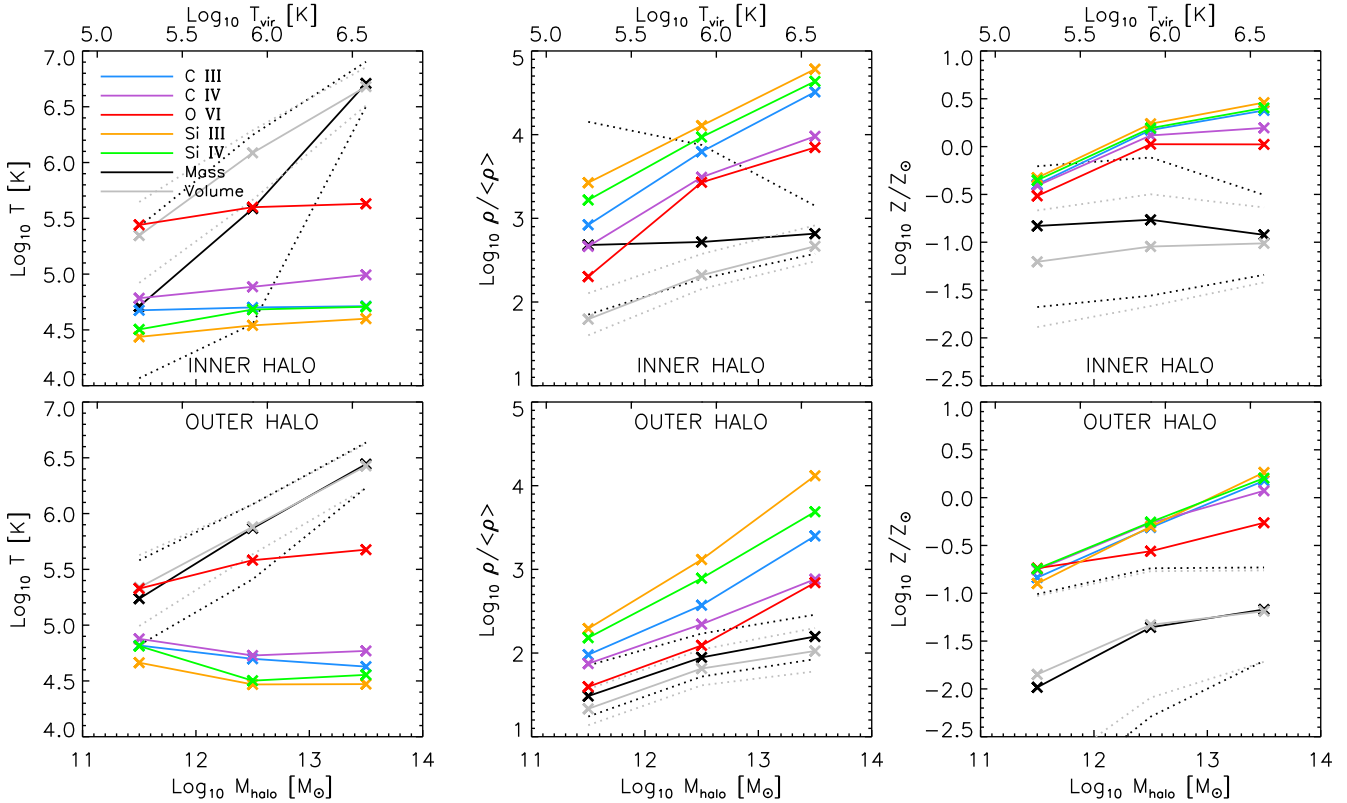 Log10 Tvir [K] Log10 Tvir [K] Log10 Tvir [K]
5.0 5.5 6.0 6.5 5.0 5.5 6.0 6.5 5.0 5.5 6.0 6.5
7.0
6.5
6.0
5.5
5.0
4.5
4.0
Log10 T [K]
C III
C IV
O VI
Si III
Si IV
Mass
Volume
INNER HALO
5
4
3
2
1
Log10 ρ/<ρ>
INNER HALO
1.0
0.5
0.0
−0.5
−1.0
−1.5
−2.0
−2.5
Log10 Z/Z⊙
INNER HALO
7.0
6.5
6.0
5.5
5.0
4.5
4.0
Log10 T [K]
OUTER HALO
11 12 13 14
Log10 Mhalo [M⊙]
5
4
3
2
1
Log10 ρ/<ρ>
OUTER HALO
11 12 13 14
Log10 Mhalo [M⊙]
1.0
0.5
0.0
−0.5
−1.0
−1.5
−2.0
−2.5
Log10 Z/Z⊙
OUTER HALO
11 12 13 14
Log10 Mhalo [M⊙]